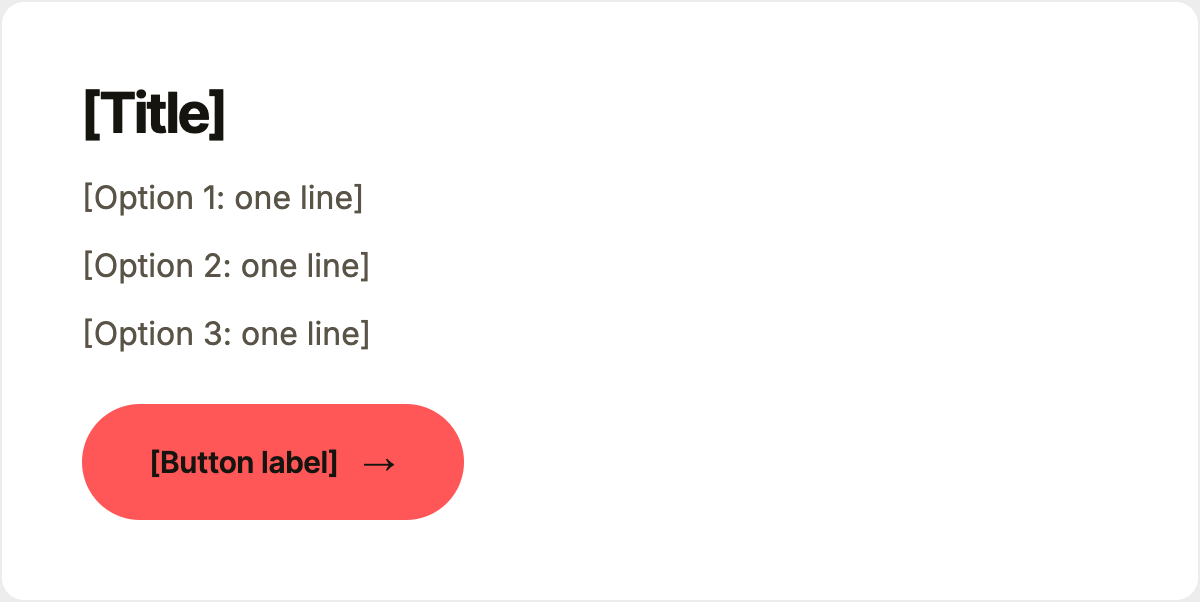 [Title]
[Option 1: one line]
[Option 2: one line]
[Option 3: one line]
[Button label] →